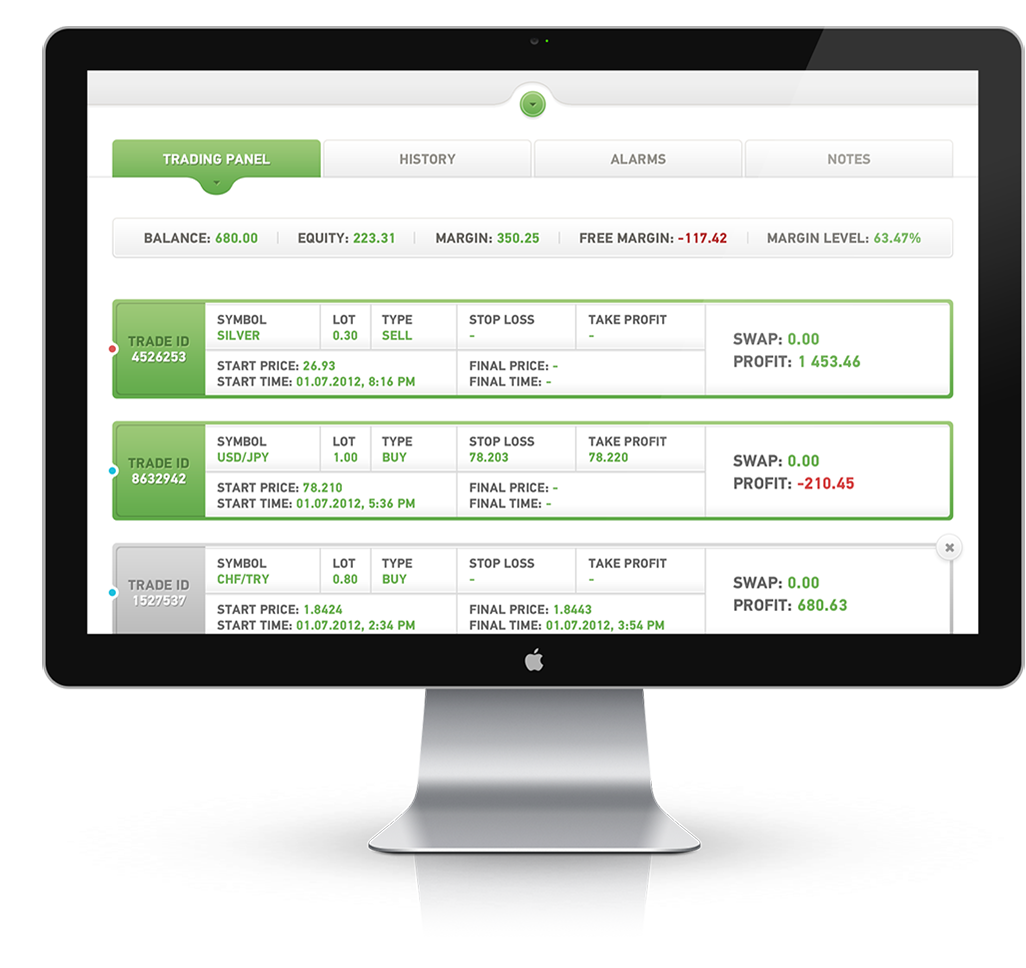 TRADING PANEL HISTORY ALARMS NOTES
BALANCE: 680.00 EQUITY: 223.31 MARGIN: 350.25 FREE MARGIN: -117.42 MARGIN LEVEL: 63.47%
TRADE ID
4526253
SYMBOL LOT TYPE STOP LOSS TAKE PROFIT
SILVER 0.30 SELL - -
START PRICE: 26.93 FINAL PRICE: -
START TIME: 01.07.2012, 8:16 PM FINAL TIME: -
SWAP: 0.00
PROFIT: 1 453.46
TRADE ID
8632942
SYMBOL LOT TYPE STOP LOSS TAKE PROFIT
USD/JPY 1.00 BUY 78.203 78.220
START PRICE: 78.210 FINAL PRICE: -
START TIME: 01.07.2012, 5:36 PM FINAL TIME: -
SWAP: 0.00
PROFIT: -210.45
TRADE ID
1527537
SYMBOL LOT TYPE STOP LOSS TAKE PROFIT
CHF/TRY 0.80 BUY - -
START PRICE: 1.8424 FINAL PRICE: 1.8443
START TIME: 01.07.2012, 2:34 PM FINAL TIME: 01.07.2012, 3:54 PM
SWAP: 0.00
PROFIT: 680.63